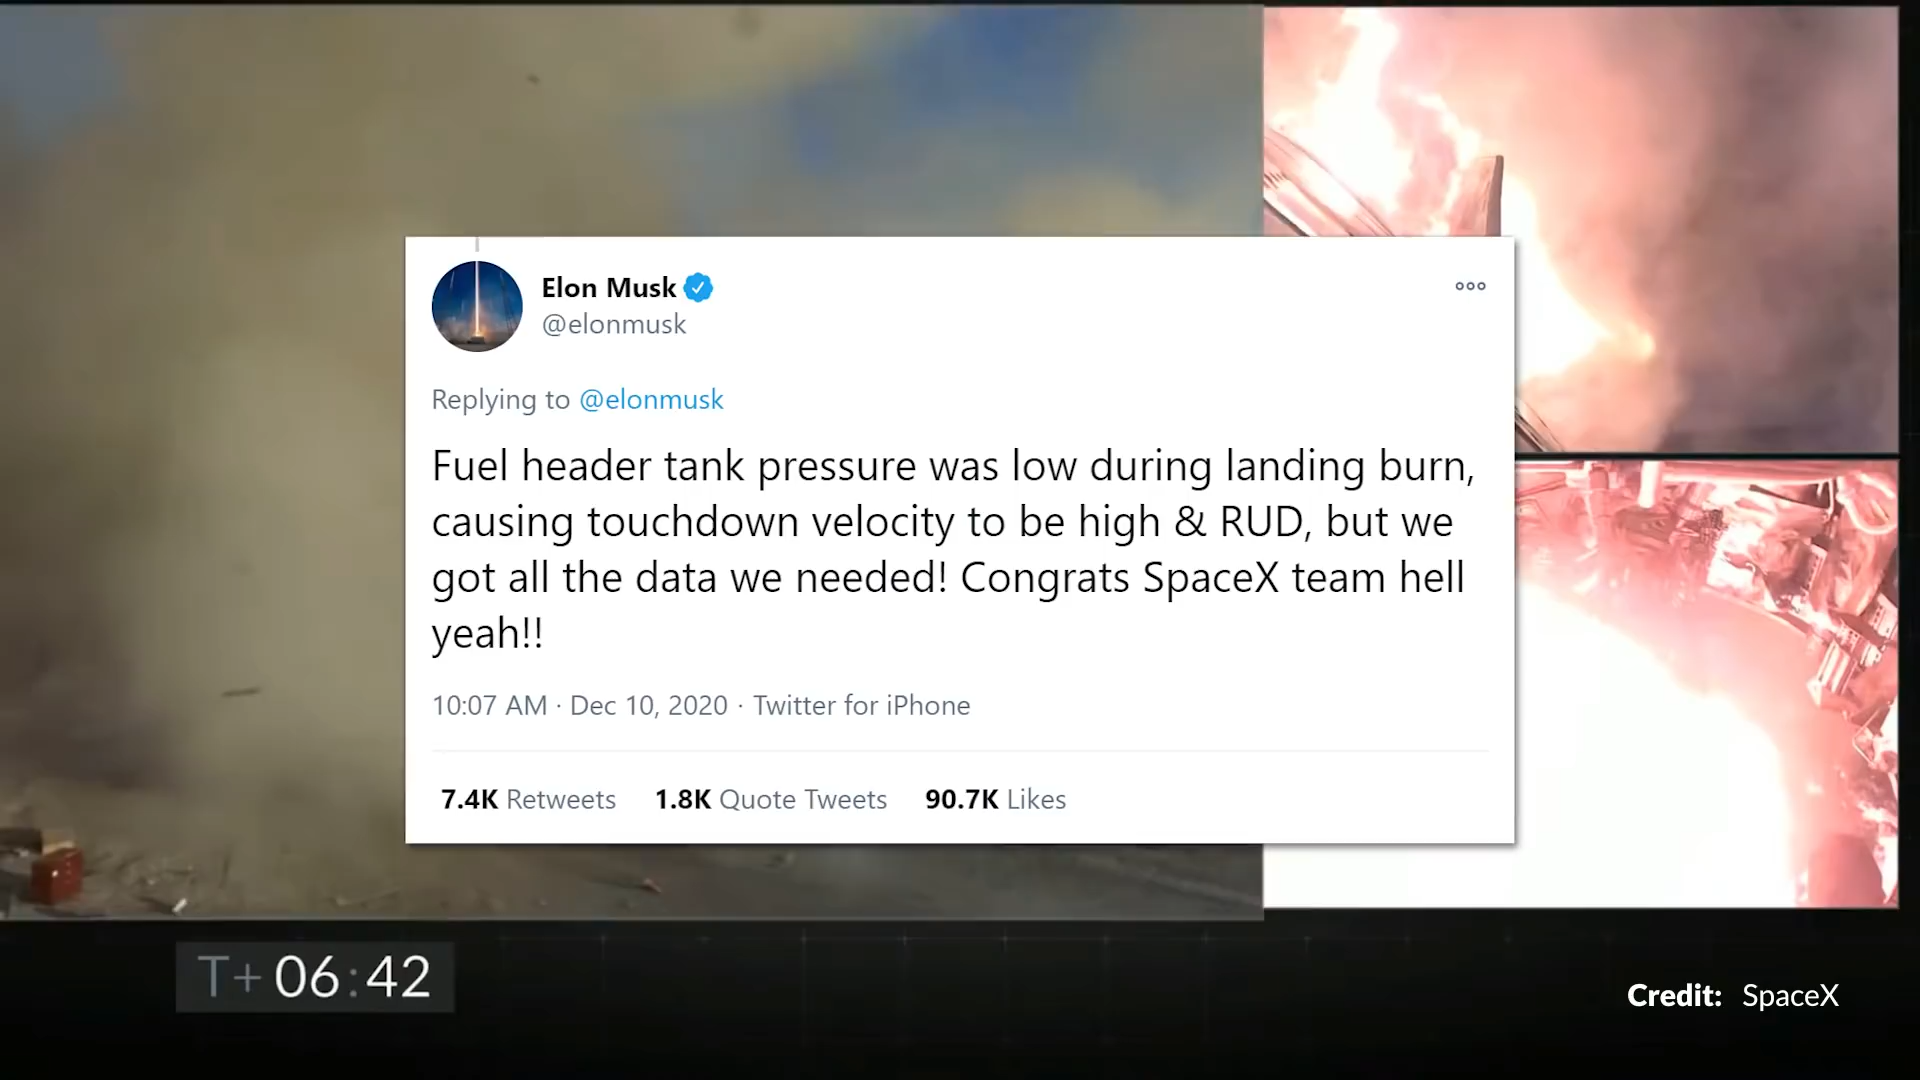 Elon Musk
@elonmusk
Replying to @elonmusk
Fuel header tank pressure was low during landing burn,
causing touchdown velocity to be high & RUD, but we
got all the data we needed! Congrats SpaceX team hell
yeah!!
10:07 AM · Dec 10, 2020 · Twitter for iPhone
7.4K Retweets 1.8K Quote Tweets 90.7K Likes
T+ 06:42
Credit: SpaceX